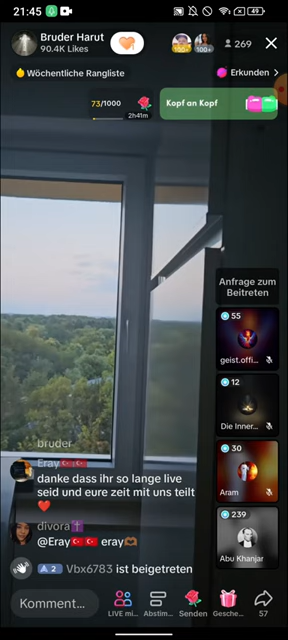 21:45
49
Bruder Harut
90.4K Likes
100+
100+
269
Wöchentliche Rangliste
Erkunden
73/1000
2h41m
Kopf an Kopf
Anfrage zum
Beitreten
55
geist.offi...
12
Die Inner...
30
Aram
239
Abu Khanjar
bruder
Eray🇹🇷🇹🇷
danke dass ihr so lange live
seid und eure zeit mit uns teilt
❤️
divora✝️
@Eray🇹🇷🇹🇷 eray🫶🏽
2 Vbx6783 ist beigetreten
Komment...
LIVE mi...
Abstim...
Senden
Gesche...
57